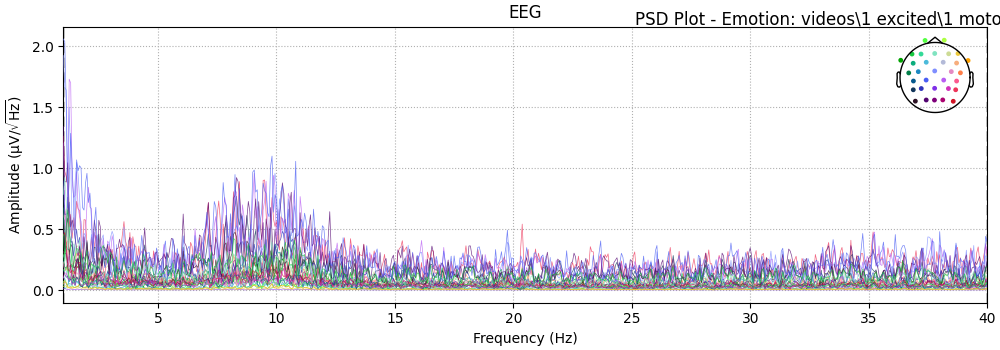 EEG
PSD Plot - Emotion: videos\1 excited\1 moto
2.0
1.5
1.0
0.5
0.0
Amplitude (µV/√Hz)
5 10 15 20 25 30 35 40
Frequency (Hz)